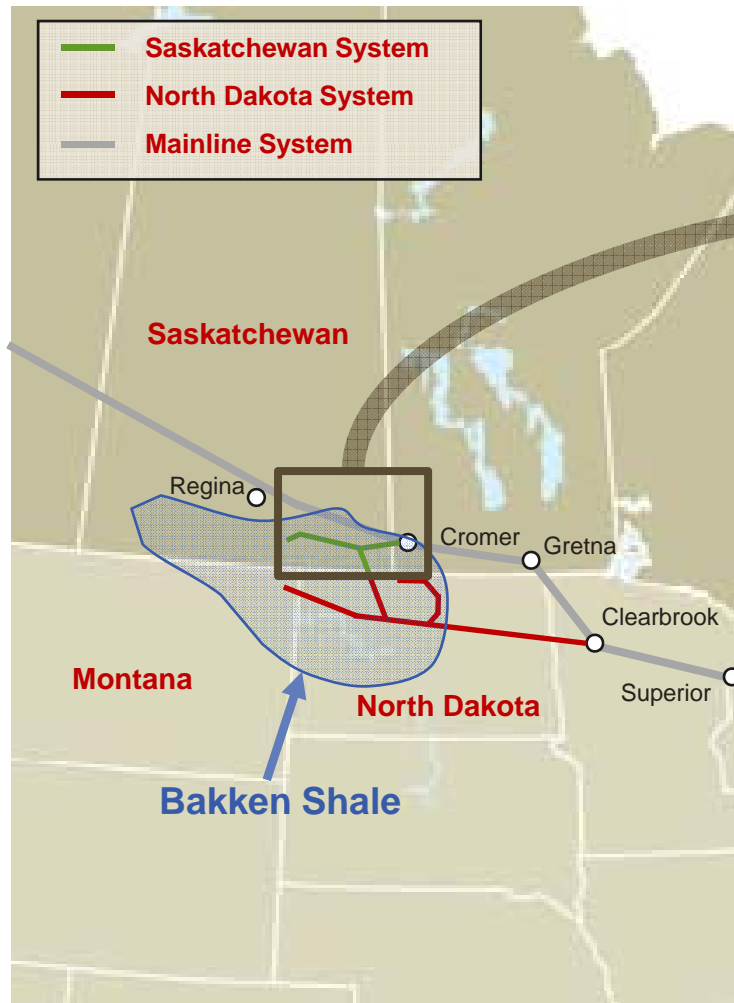 Saskatchewan System
North Dakota System
Mainline System
Saskatchewan
Regina
Cromer
Gretna
Clearbrook
Superior
Montana
North Dakota
Bakken Shale